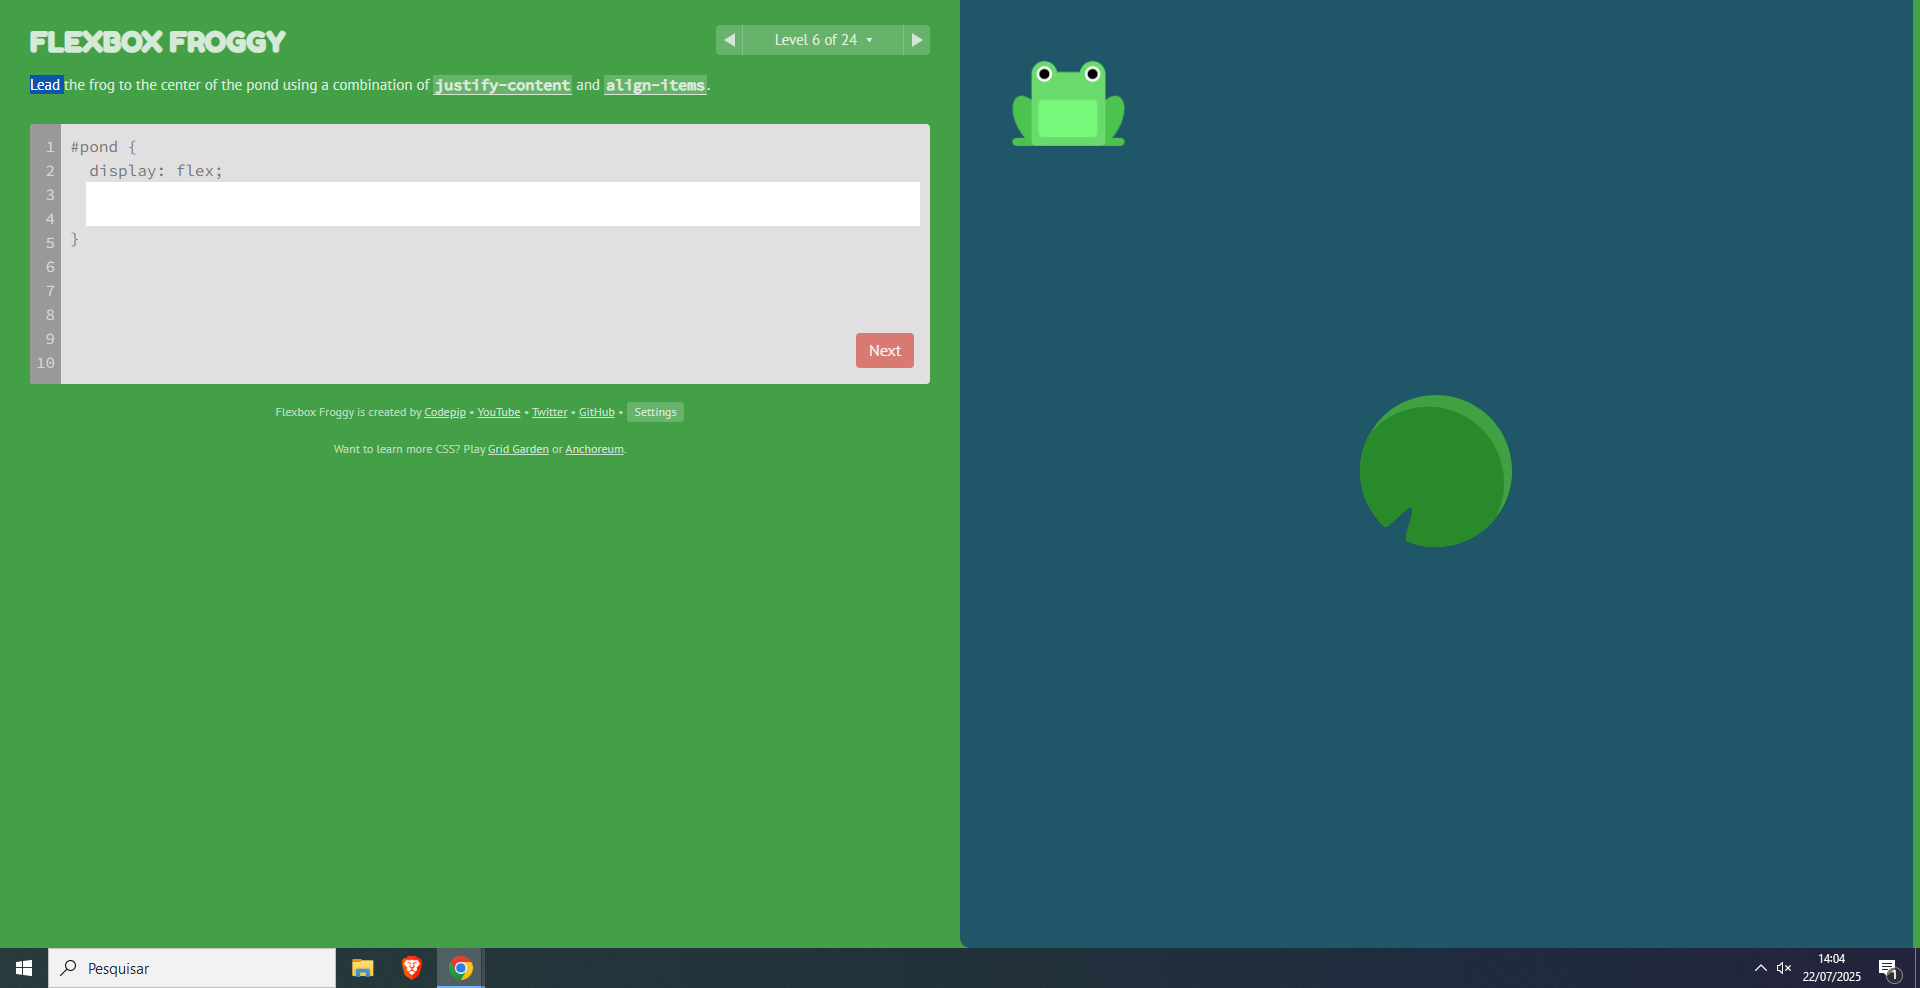 FLEXBOX FROGGY
Level 6 of 24
Lead the frog to the center of the pond using a combination of justify-content and align-items.
1 #pond {
2 display: flex;
3
4
5 }
6
7
8
9
10
Next
Flexbox Froggy is created by Codepip • YouTube • Twitter • GitHub • Settings
Want to learn more CSS? Play Grid Garden or Anchoreum.
Pesquisar
14:04
22/07/2025
1